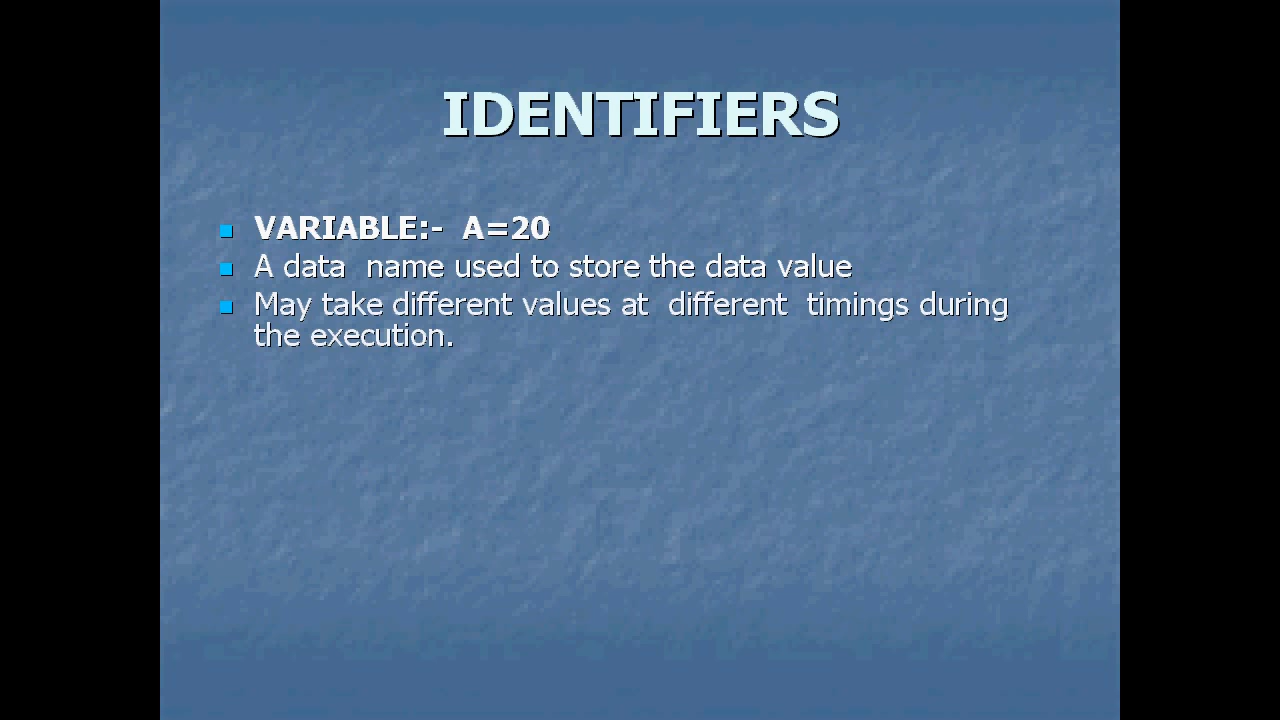 IDENTIFIERS
VARIABLE:- A=20
A data name used to store the data value
May take different values at different timings during
the execution.